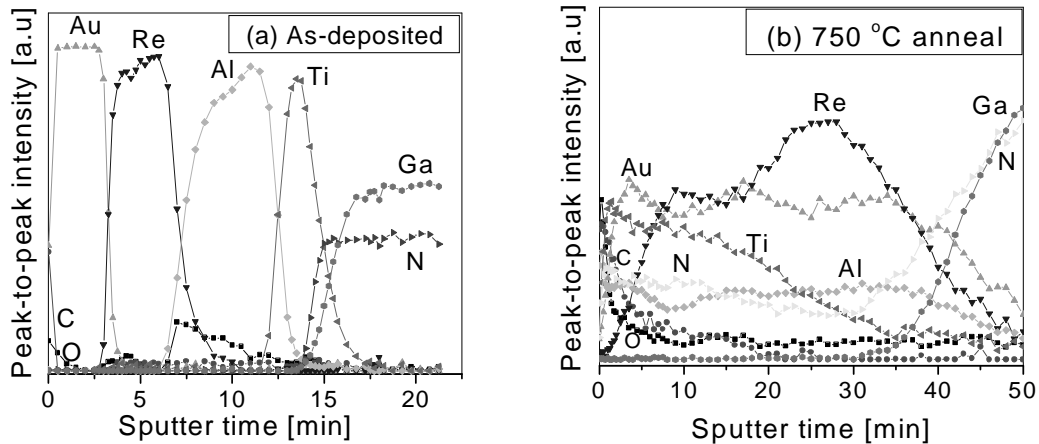 Peak-to-peak intensity [a.u]
(a) As-deposited
Au
Re
Al
Ti
Ga
N
C
O
0 5 10 15 20
Sputter time [min]
Peak-to-peak intensity [a.u]
(b) 750 °C anneal
Re
Ga
N
Au
Ti
C
N
Al
O
0 10 20 30 40 50
Sputter time [min]